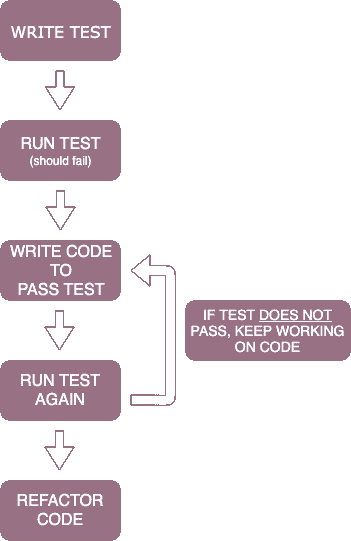 WRITE TEST
RUN TEST
(should fail)
WRITE CODE
TO
PASS TEST
IF TEST DOES NOT
PASS, KEEP WORKING
ON CODE
RUN TEST
AGAIN
REFACTOR
CODE